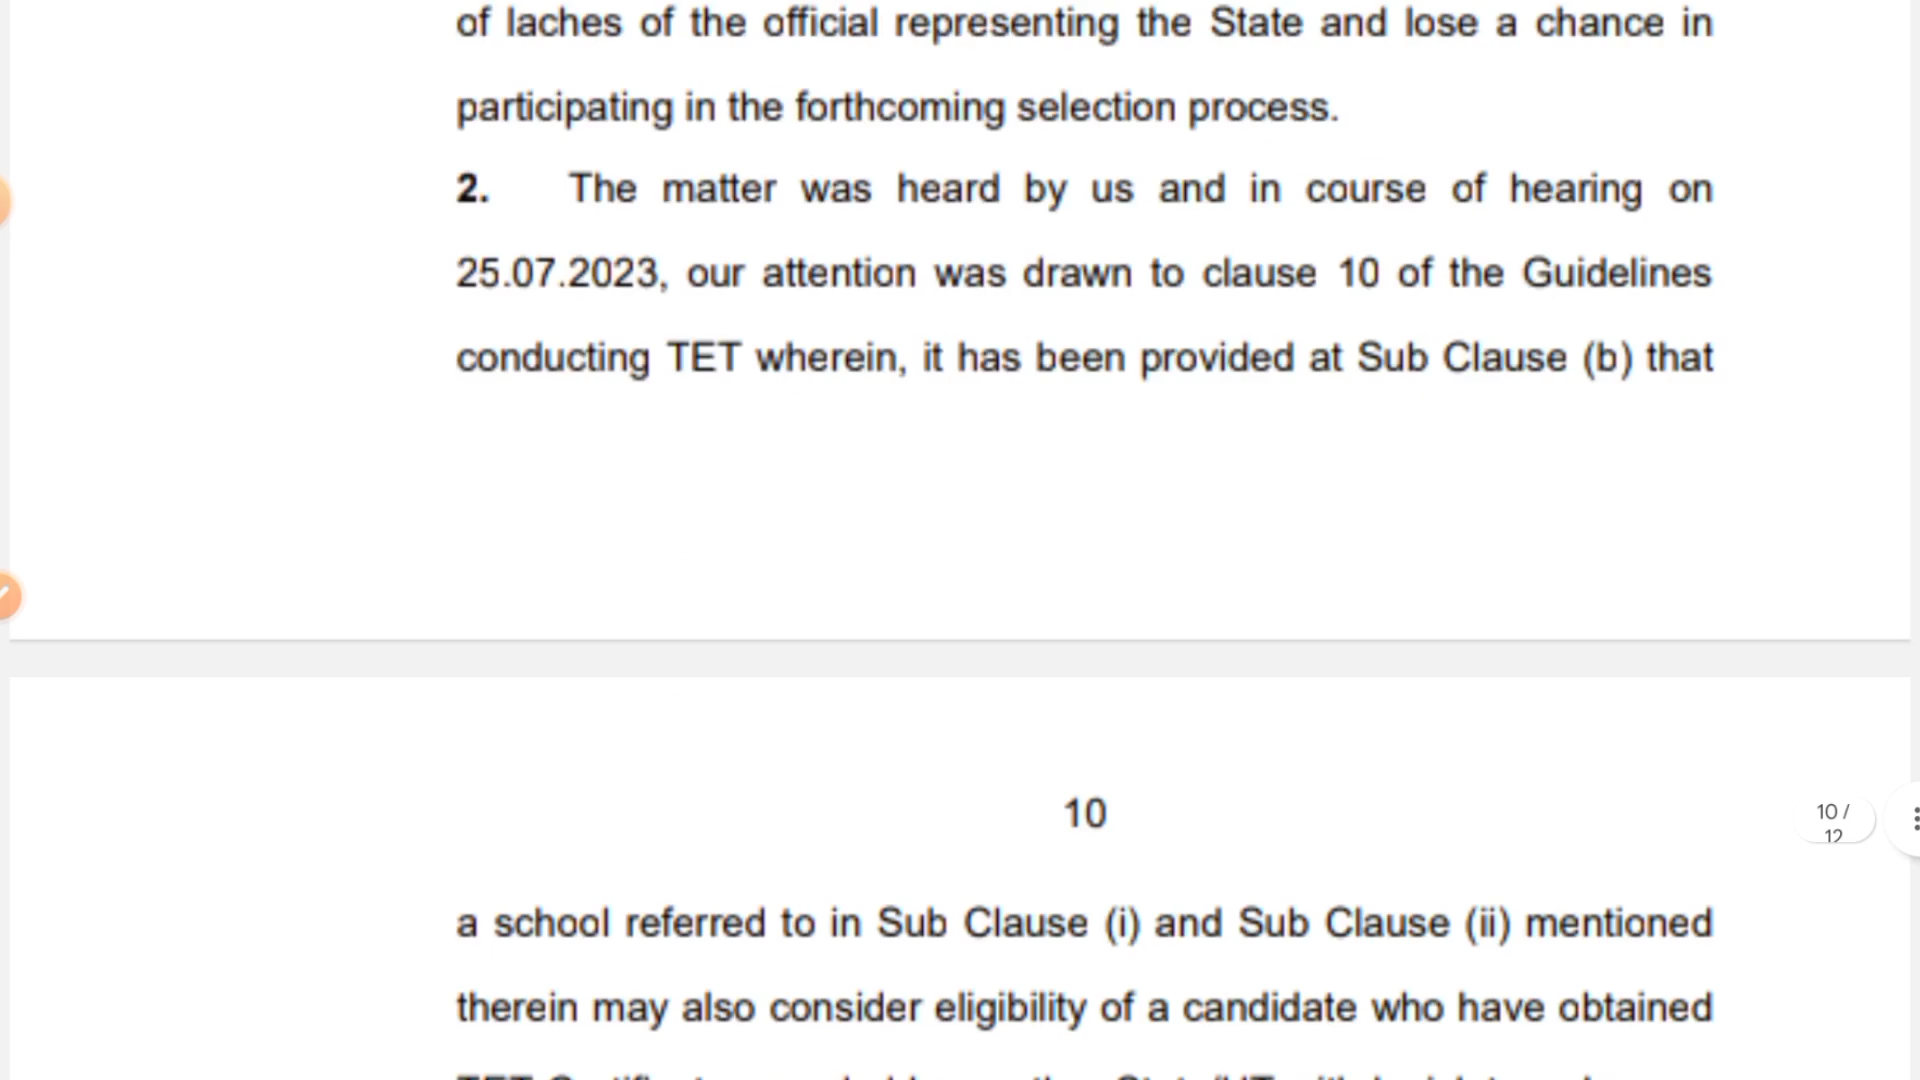 of laches of the official representing the State and lose a chance in
participating in the forthcoming selection process.
2. The matter was heard by us and in course of hearing on
25.07.2023, our attention was drawn to clause 10 of the Guidelines
conducting TET wherein, it has been provided at Sub Clause (b) that
10
10 /
12
a school referred to in Sub Clause (i) and Sub Clause (ii) mentioned
therein may also consider eligibility of a candidate who have obtained